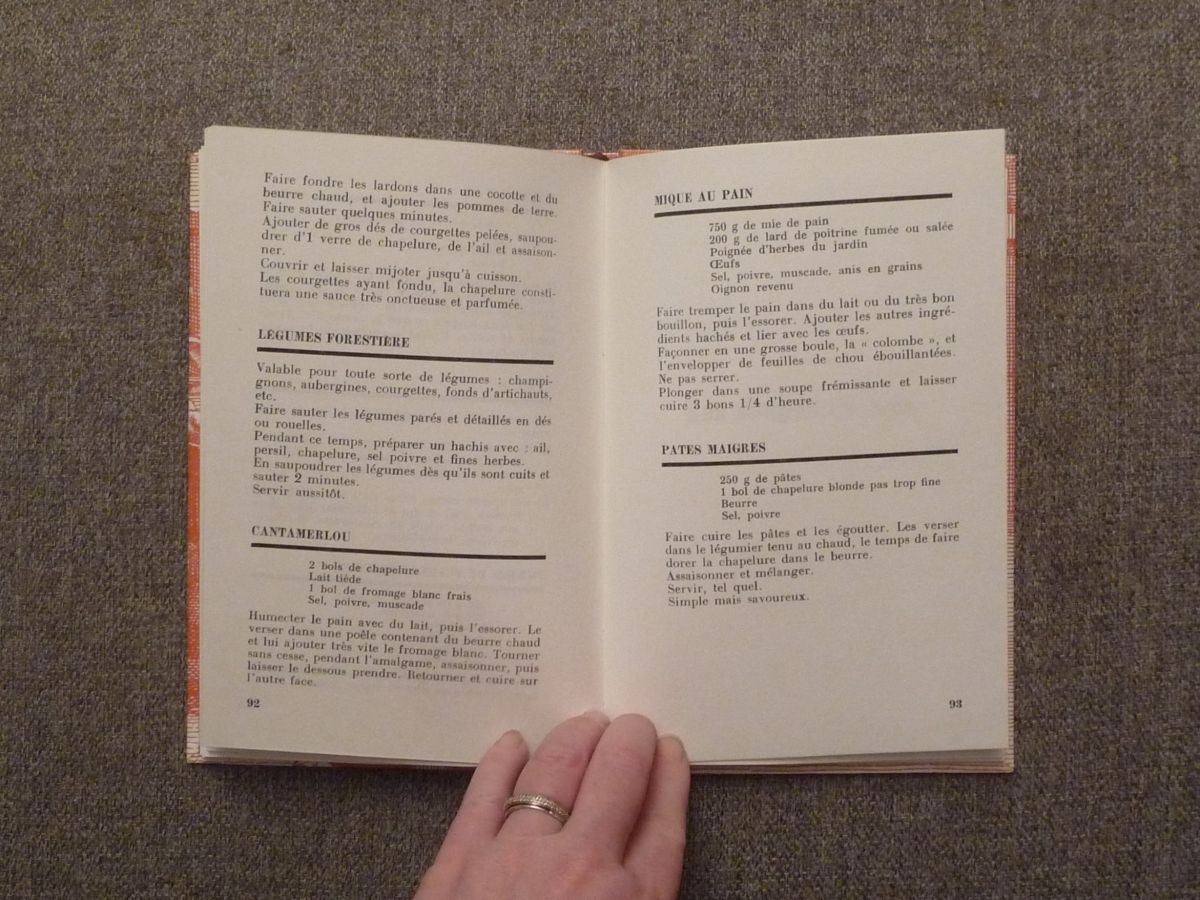 Faire fondre les lardons dans une cocotte et du
beurre chaud, et ajouter les pommes de terre.
Faire sauter quelques minutes.
Ajouter de gros dés de courgettes pelées, saupou-
drer d'1 verre de chapelure, de l'ail et assaison-
ner.
Couvrir et laisser mijoter jusqu'à cuisson.
Les courgettes ayant fondu, la chapelure consti-
tuera une sauce très onctueuse et parfumée.
LÉGUMES FORESTIÈRE
Valable pour toute sorte de légumes : champi-
gnons, aubergines, courgettes, fonds d'artichauts,
etc.
Faire sauter les légumes parés et détaillés en dés
ou rouelles.
Pendant ce temps, préparer un hachis avec : ail,
persil, chapelure, sel poivre et fines herbes.
En saupoudrer les légumes dès qu'ils sont cuits et
sauter 2 minutes.
Servir aussitôt.
CANTAMERLOU
2 bols de chapelure
Lait tiède
1 bol de fromage blanc frais
Sel, poivre, muscade
Humecter le pain avec du lait, puis l'essorer. Le
verser dans une poêle contenant du beurre chaud
et lui ajouter très vite le fromage blanc. Tourner
sans cesse, pendant l'amalgame, assaisonner, puis
laisser le dessous prendre. Retourner et cuire sur
l'autre face.
92
MIQUE AU PAIN
750 g de mie de pain
200 g de lard de poitrine fumée ou salée
Poignée d'herbes du jardin
Œufs
Sel, poivre, muscade, anis en grains
Oignon revenu
Faire tremper le pain dans du lait ou du très bon
bouillon, puis l'essorer. Ajouter les autres ingré-
dients hachés et lier avec les œufs.
Façonner en une grosse boule, la « colombe », et
l'envelopper de feuilles de chou ébouillantées.
Ne pas serrer.
Plonger dans une soupe frémissante et laisser
cuire 3 bons 1/4 d'heure.
PATES MAIGRES
250 g de pâtes
1 bol de chapelure blonde pas trop fine
Beurre
Sel, poivre
Faire cuire les pâtes et les égoutter. Les verser
dans le légumier tenu au chaud, le temps de faire
dorer la chapelure dans le beurre.
Assaisonner et mélanger.
Servir, tel quel.
Simple mais savoureux.
93